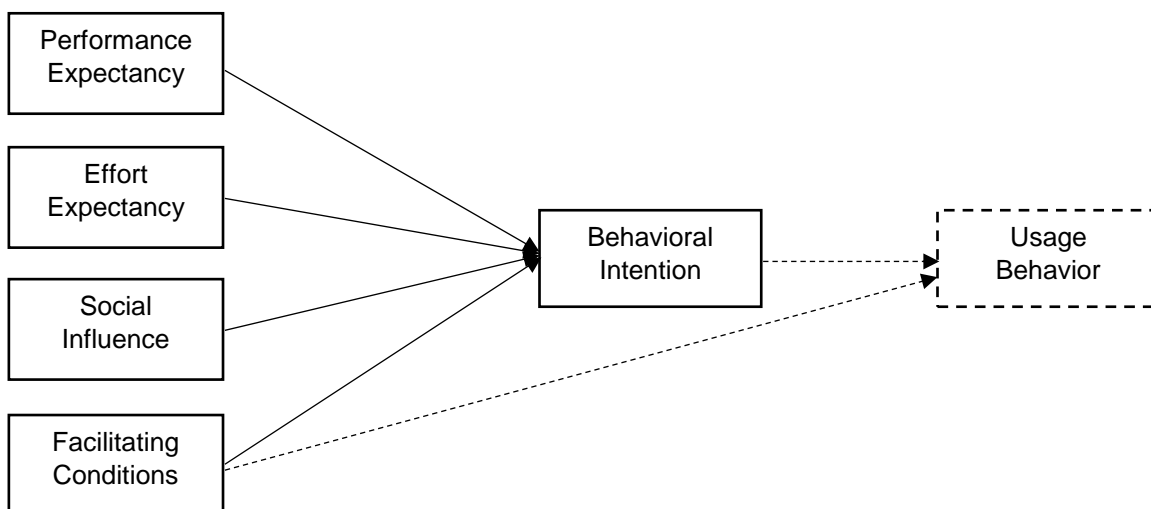 Performance
Expectancy
Effort
Expectancy
Social
Influence
Facilitating
Conditions
Behavioral
Intention
Usage
Behavior